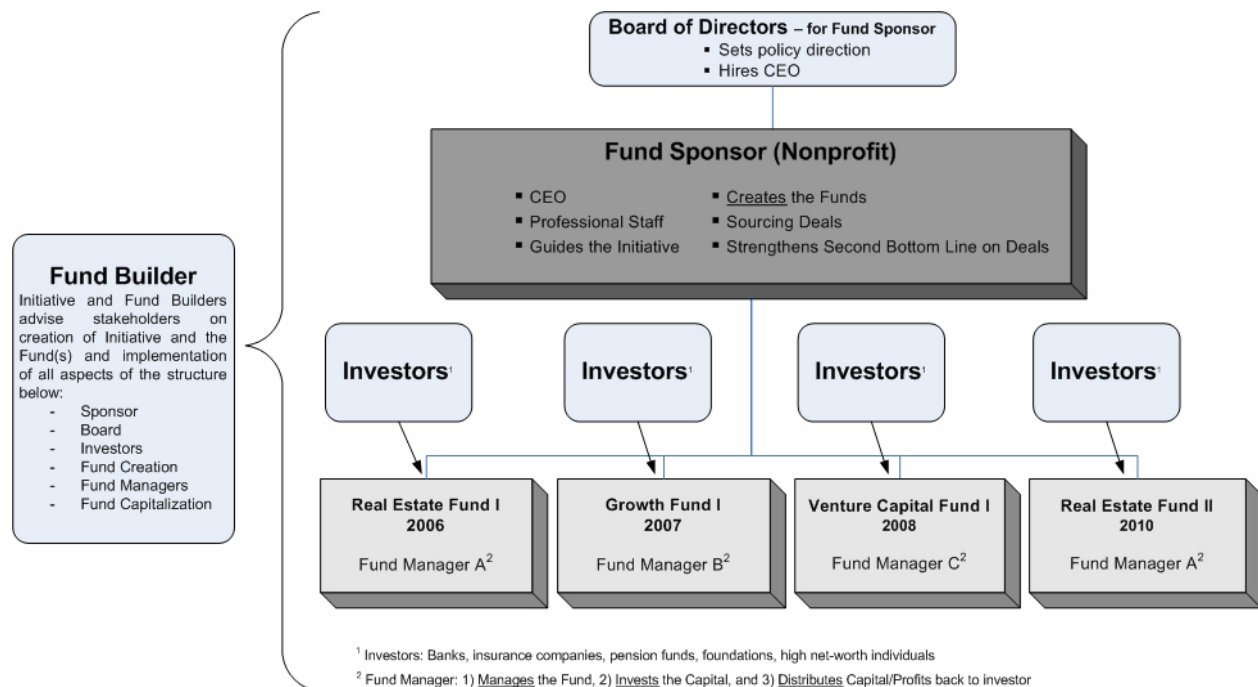 Board of Directors – for Fund Sponsor
▪ Sets policy direction
▪ Hires CEO
Fund Sponsor (Nonprofit)
▪ CEO
▪ Professional Staff
▪ Guides the Initiative
▪ Creates the Funds
▪ Sourcing Deals
▪ Strengthens Second Bottom Line on Deals
Fund Builder
Initiative and Fund Builders
advise stakeholders on
creation of Initiative and the
Fund(s) and implementation
of all aspects of the structure
below:
- Sponsor
- Board
- Investors
- Fund Creation
- Fund Managers
- Fund Capitalization
Investors¹
Investors¹
Investors¹
Investors¹
Real Estate Fund I
2006
Fund Manager A²
Growth Fund I
2007
Fund Manager B²
Venture Capital Fund I
2008
Fund Manager C²
Real Estate Fund II
2010
Fund Manager A²
¹ Investors: Banks, insurance companies, pension funds, foundations, high net-worth individuals
² Fund Manager: 1) Manages the Fund, 2) Invests the Capital, and 3) Distributes Capital/Profits back to investor